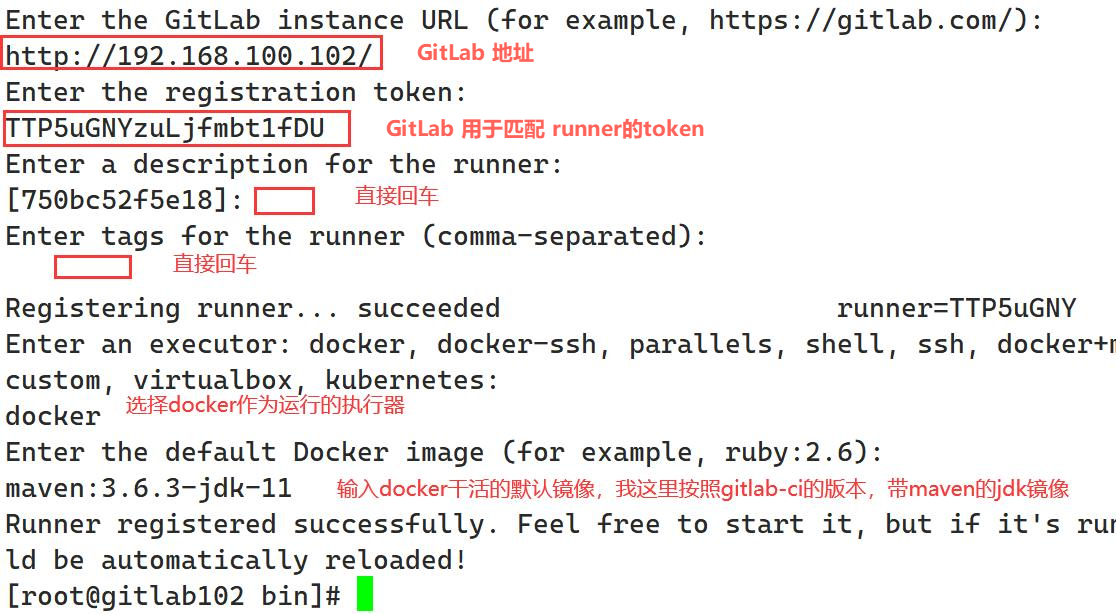 Enter the GitLab instance URL (for example, https://gitlab.com/):
http://192.168.100.102/ GitLab 地址
Enter the registration token:
TTP5uGNYzuLjfmbt1fDU GitLab 用于匹配 runner的token
Enter a description for the runner:
[750bc52f5e18]: 直接回车
Enter tags for the runner (comma-separated):
直接回车
Registering runner... succeeded runner=TTP5uGNY
Enter an executor: docker, docker-ssh, parallels, shell, ssh, docker+m
custom, virtualbox, kubernetes:
docker 选择docker作为运行的执行器
Enter the default Docker image (for example, ruby:2.6):
maven:3.6.3-jdk-11 输入docker干活的默认镜像，我这里按照gitlab-ci的版本，带maven的jdk镜像
Runner registered successfully. Feel free to start it, but if it's run
ld be automatically reloaded!
[root@gitlab102 bin]#